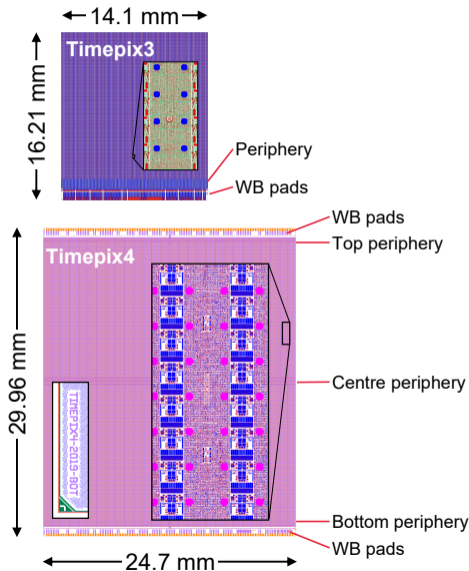 14.1 mm
Timepix3
16.21 mm
Periphery
WB pads
WB pads
Top periphery
Timepix4
29.96 mm
Centre periphery
TIMEPIX4-2019-BOT
Bottom periphery
WB pads
24.7 mm